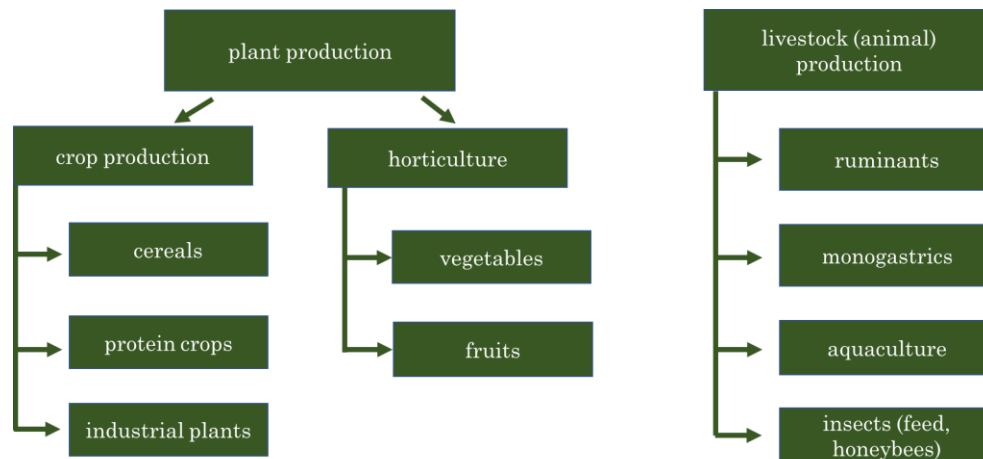 plant production
livestock (animal)
production
crop production
horticulture
ruminants
cereals
vegetables
monogastrics
protein crops
fruits
aquaculture
industrial plants
insects (feed,
honeybees)